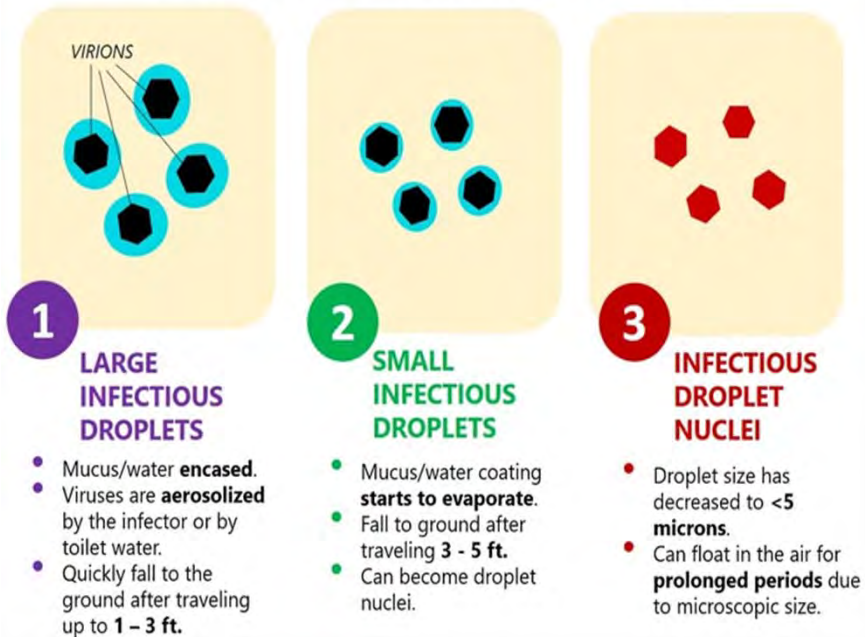 VIRIONS
1
LARGE
INFECTIOUS
DROPLETS
• Mucus/water encased.
• Viruses are aerosolized
by the infector or by
toilet water.
• Quickly fall to the
ground after traveling
up to 1 – 3 ft.
2
SMALL
INFECTIOUS
DROPLETS
• Mucus/water coating
starts to evaporate.
• Fall to ground after
traveling 3 - 5 ft.
• Can become droplet
nuclei.
3
INFECTIOUS
DROPLET
NUCLEI
• Droplet size has
decreased to <5
microns.
• Can float in the air for
prolonged periods due
to microscopic size.